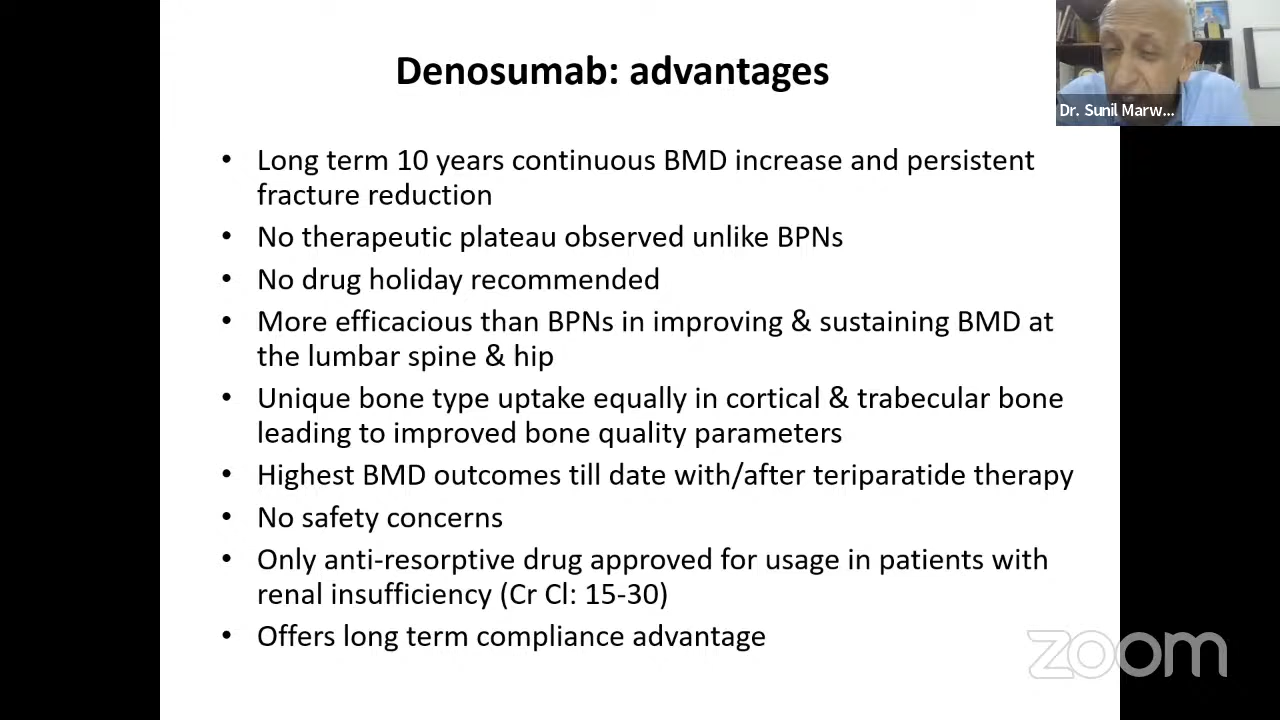 Denosumab: advantages
Dr. Sunil Marw...
• Long term 10 years continuous BMD increase and persistent
fracture reduction
• No therapeutic plateau observed unlike BPNs
• No drug holiday recommended
• More efficacious than BPNs in improving & sustaining BMD at
the lumbar spine & hip
• Unique bone type uptake equally in cortical & trabecular bone
leading to improved bone quality parameters
• Highest BMD outcomes till date with/after teriparatide therapy
• No safety concerns
• Only anti-resorptive drug approved for usage in patients with
renal insufficiency (Cr Cl: 15-30)
• Offers long term compliance advantage
zoom